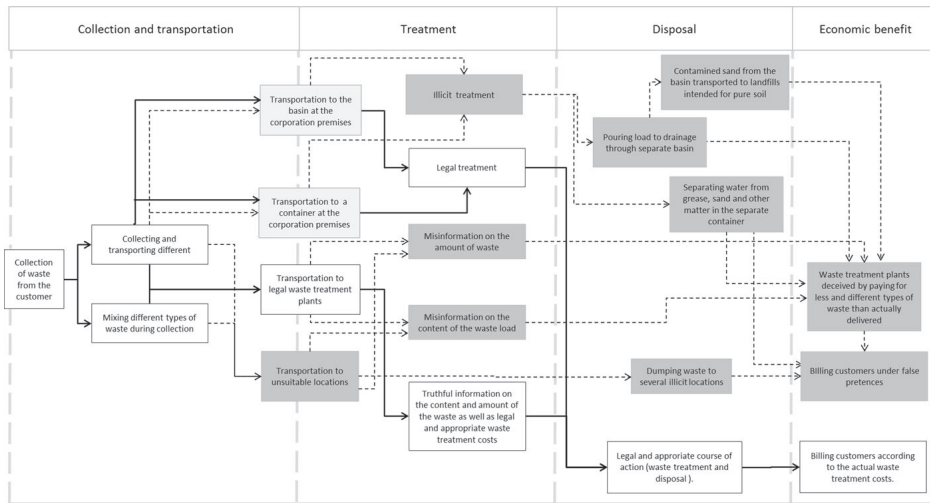 Collection and transportation
Treatment
Disposal
Economic benefit
Collection
of waste
from the
customer
Collecting and
transporting different
Mixing different types of
waste during collection
Transportation to the
basin at the
corporation premises
Transportation to a
container at the
corporation premises
Transportation to
legal waste treatment
plants
Transportation to
unsuitable locations
Illicit treatment
Legal treatment
Misinformation on the
amount of waste
Misinformation on the
content of the waste load
Truthful information on
the content and amount of
the waste as well as legal
and appropriate waste
treatment costs
Contaminated sand from the
basin transported to landfills
intended for pure soil
Pouring load to drainage
through separate basin
Separating water from
grease, sand and other
matter in the separate
container
Dumping waste to
several illicit locations
Legal and approriate course of
action (waste treatment and
disposal ).
Waste treatment plants
deceived by paying for
less and different types of
waste than actually
delivered
Billing customers under false
pretences
Billing customers according
to the actual waste
treatment costs.